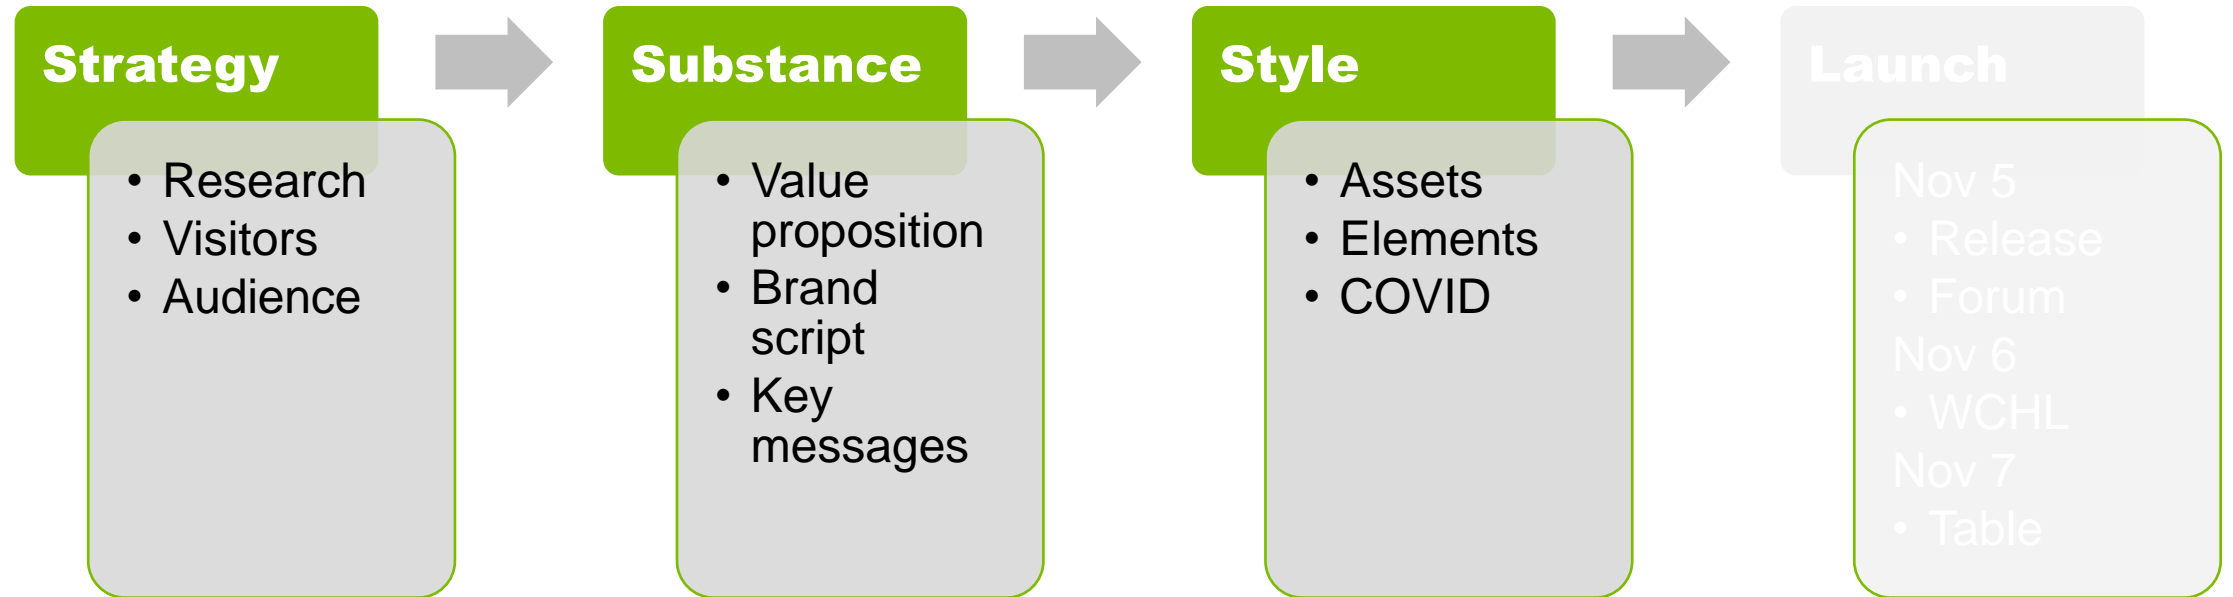 Strategy
• Research
• Visitors
• Audience
Substance
• Value
proposition
• Brand
script
• Key
messages
Style
• Assets
• Elements
• COVID
Launch
Nov 5
• Release
• Forum
Nov 6
• WCHL
Nov 7
• Table